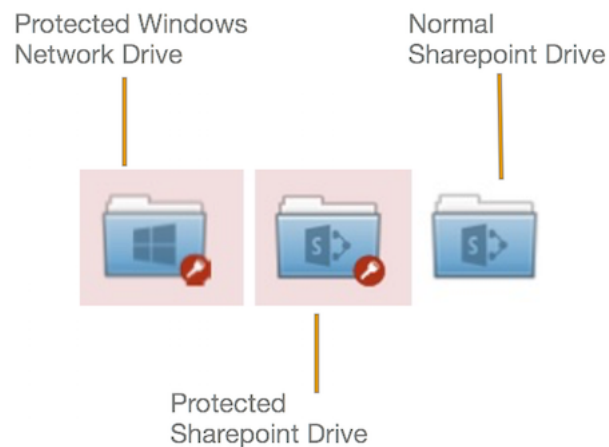 Protected Windows
Network Drive
Normal
Sharepoint Drive
S
S
Protected
Sharepoint Drive